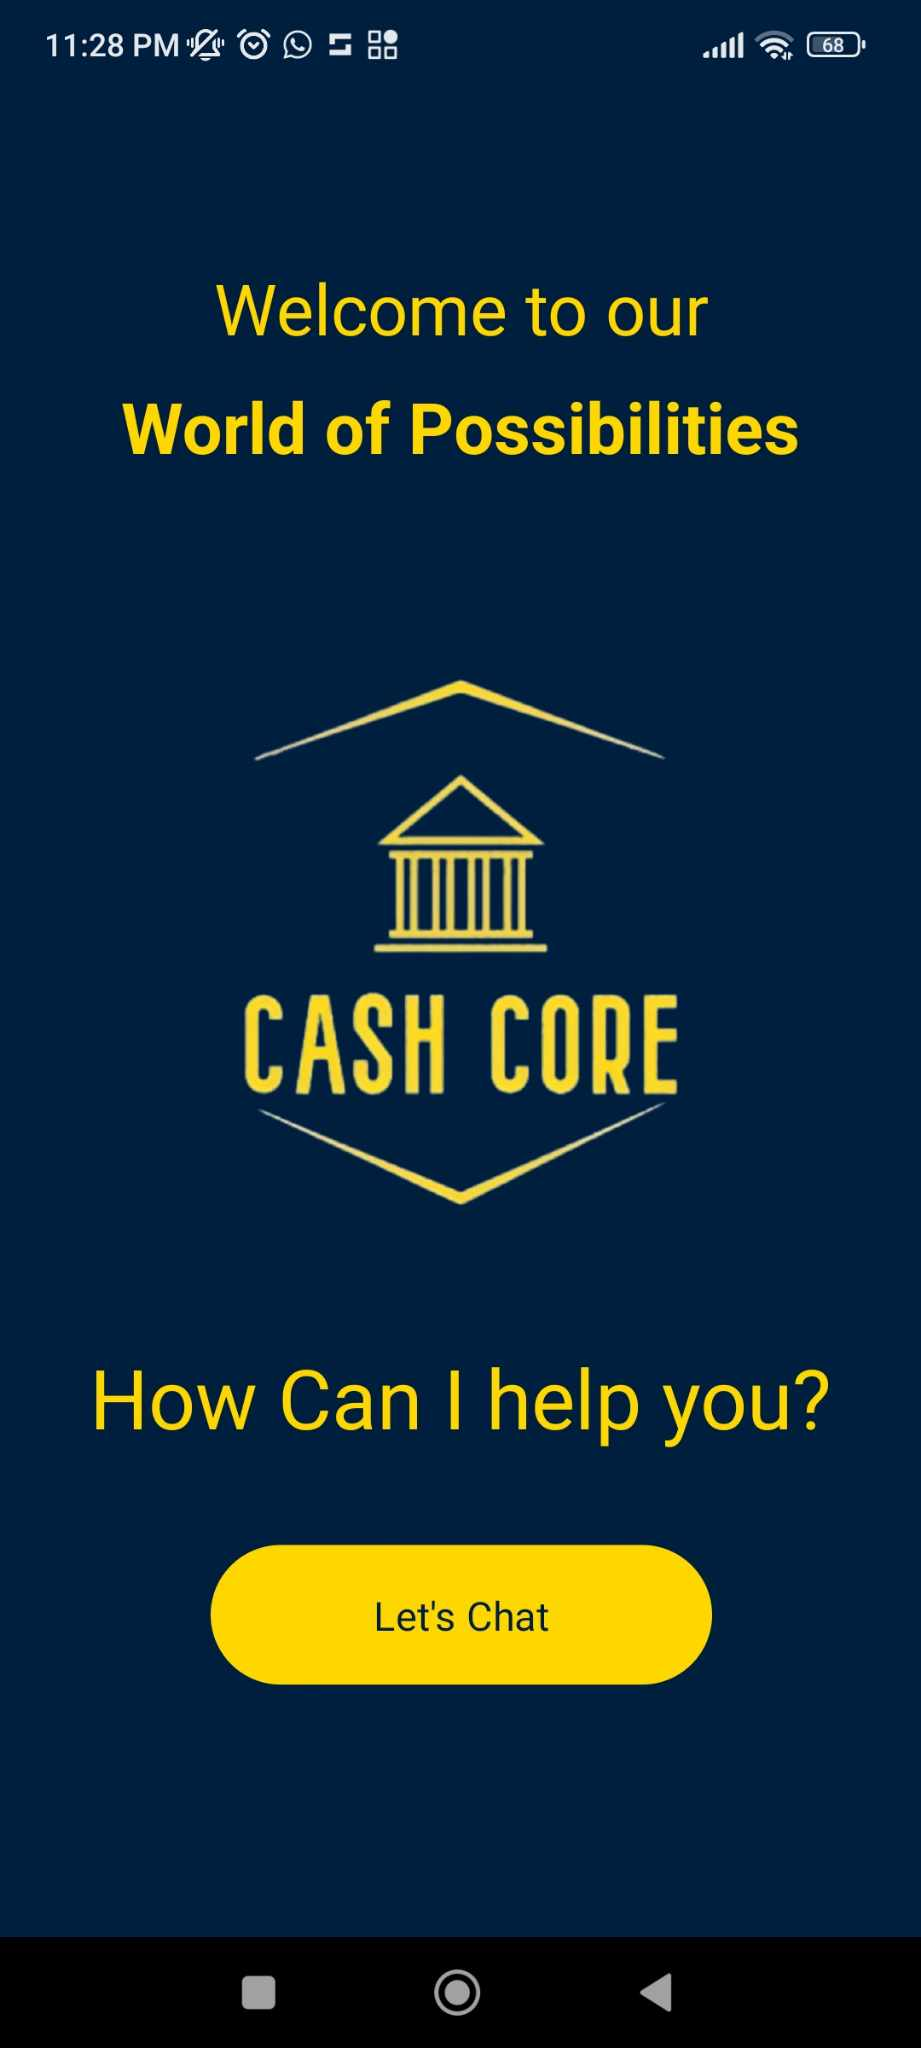 11:28 PM
68
Welcome to our
World of Possibilities
CASH CORE
How Can I help you?
Let's Chat